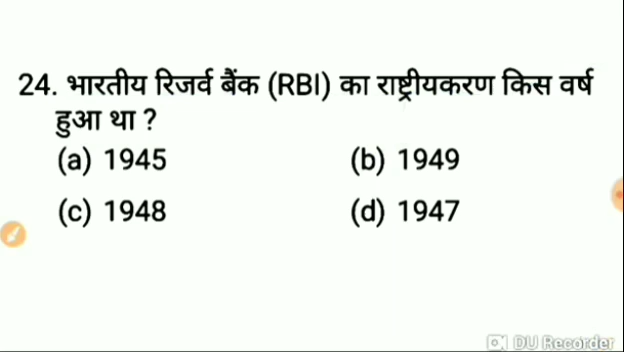 24. भारतीय रिजर्व बैंक (RBI) का राष्ट्रीयकरण किस वर्ष
हुआ था ?
(a) 1945 (b) 1949
(c) 1948 (d) 1947
DU Recorder